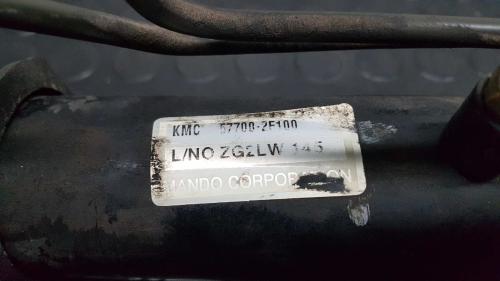 KMC 57700-2F100
L/NO ZG2LW 145
MANDO CORPORATION